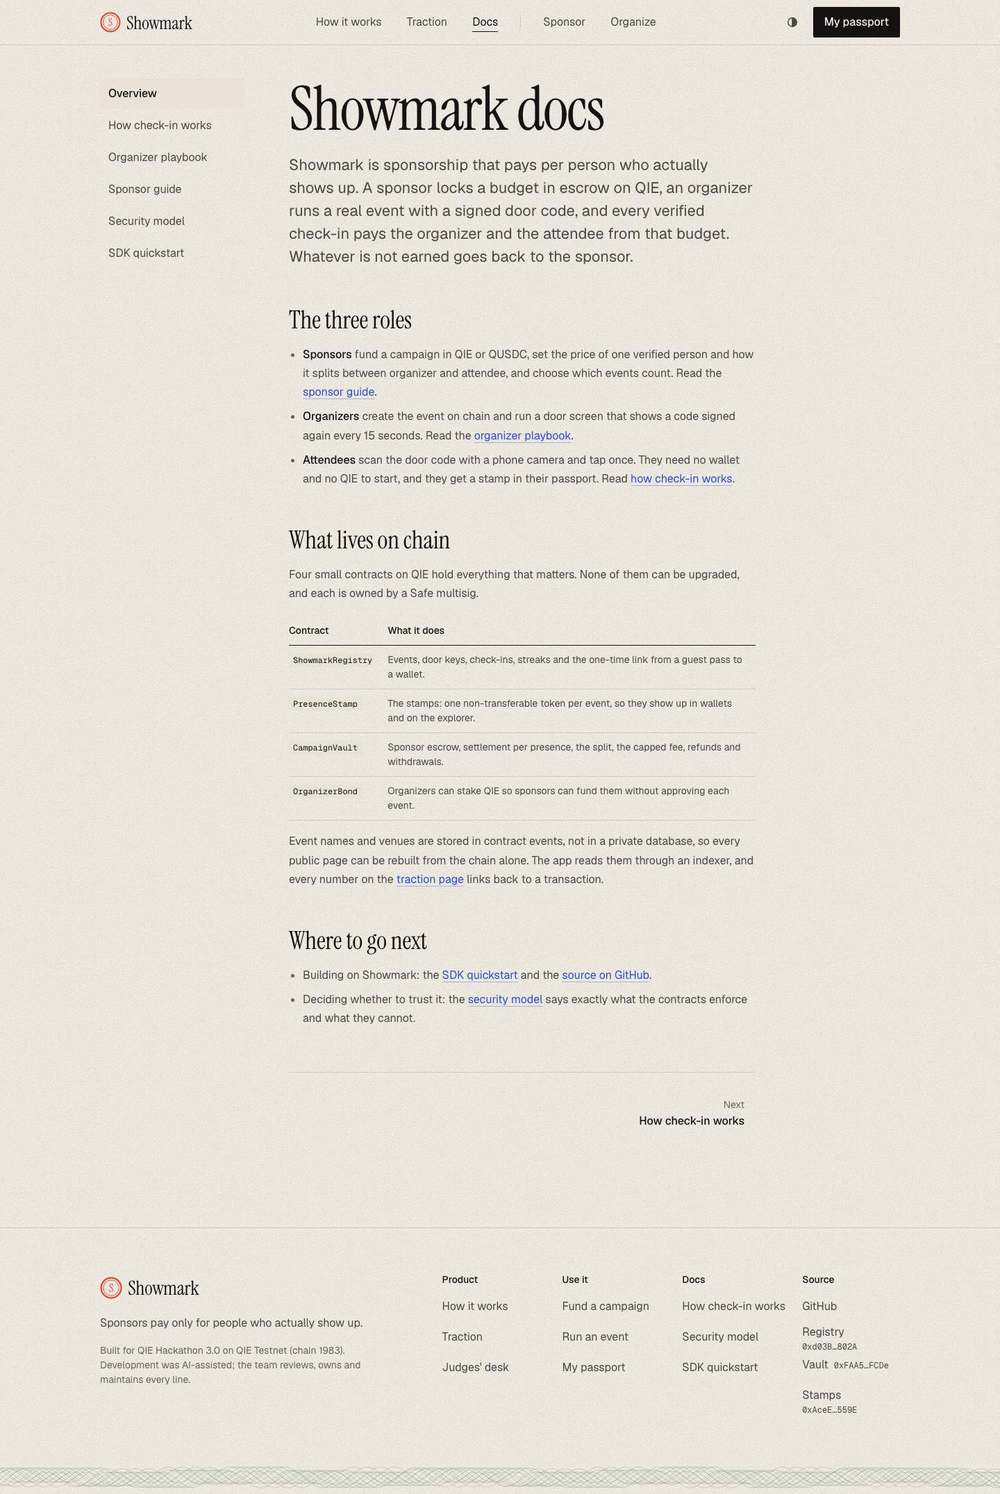 Showmark
How it works
Traction
Docs
Sponsor
Organize
My passport
Overview
How check-in works
Organizer playbook
Sponsor guide
Security model
SDK quickstart
Showmark docs
Showmark is sponsorship that pays per person who actually
shows up. A sponsor locks a budget in escrow on QIE, an organizer
runs a real event with a signed door code, and every verified
check-in pays the organizer and the attendee from that budget.
Whatever is not earned goes back to the sponsor.
The three roles
• Sponsors fund a campaign in QIE or QUSDC, set the price of one verified person and how
it splits between organizer and attendee, and choose which events count. Read the
sponsor guide.
• Organizers create the event on chain and run a door screen that shows a code signed
again every 15 seconds. Read the organizer playbook.
• Attendees scan the door code with a phone camera and tap once. They need no wallet
and no QIE to start, and they get a stamp in their passport. Read how check-in works.
What lives on chain
Four small contracts on QIE hold everything that matters. None of them can be upgraded,
and each is owned by a Safe multisig.
Contract What it does
ShowmarkRegistry Events, door keys, check-ins, streaks and the one-time link from a guest pass to
a wallet.
PresenceStamp The stamps: one non-transferable token per event, so they show up in wallets
and on the explorer.
CampaignVault Sponsor escrow, settlement per presence, the split, the capped fee, refunds and
withdrawals.
OrganizerBond Organizers can stake QIE so sponsors can fund them without approving each
event.
Event names and venues are stored in contract events, not in a private database, so every
public page can be rebuilt from the chain alone. The app reads them through an indexer, and
every number on the traction page links back to a transaction.
Where to go next
• Building on Showmark: the SDK quickstart and the source on GitHub.
• Deciding whether to trust it: the security model says exactly what the contracts enforce
and what they cannot.
Next
How check-in works
S
Showmark
Sponsors pay only for people who actually show up.
Built for QIE Hackathon 3.0 on QIE Testnet (chain 1983).
Development was AI-assisted; the team reviews, owns and
maintains every line.
Product
How it works
Traction
Judges' desk
Use it
Fund a campaign
Run an event
My passport
Docs
How check-in works
Security model
SDK quickstart
Source
GitHub
Registry
0xd03B…802A
Vault 0xFAA5…FCDe
Stamps
0xAceE…559E